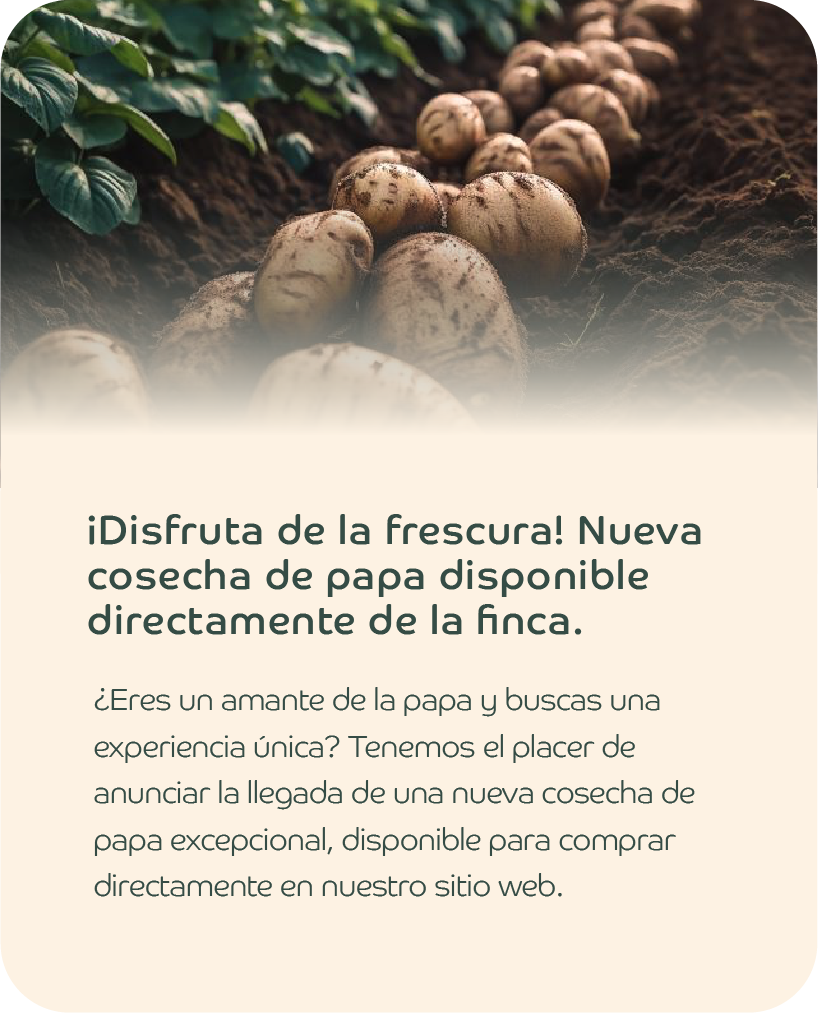 ¡Disfruta de la frescura! Nueva
cosecha de papa disponible
directamente de la finca.
¿Eres un amante de la papa y buscas una
experiencia única? Tenemos el placer de
anunciar la llegada de una nueva cosecha de
papa excepcional, disponible para comprar
directamente en nuestro sitio web.